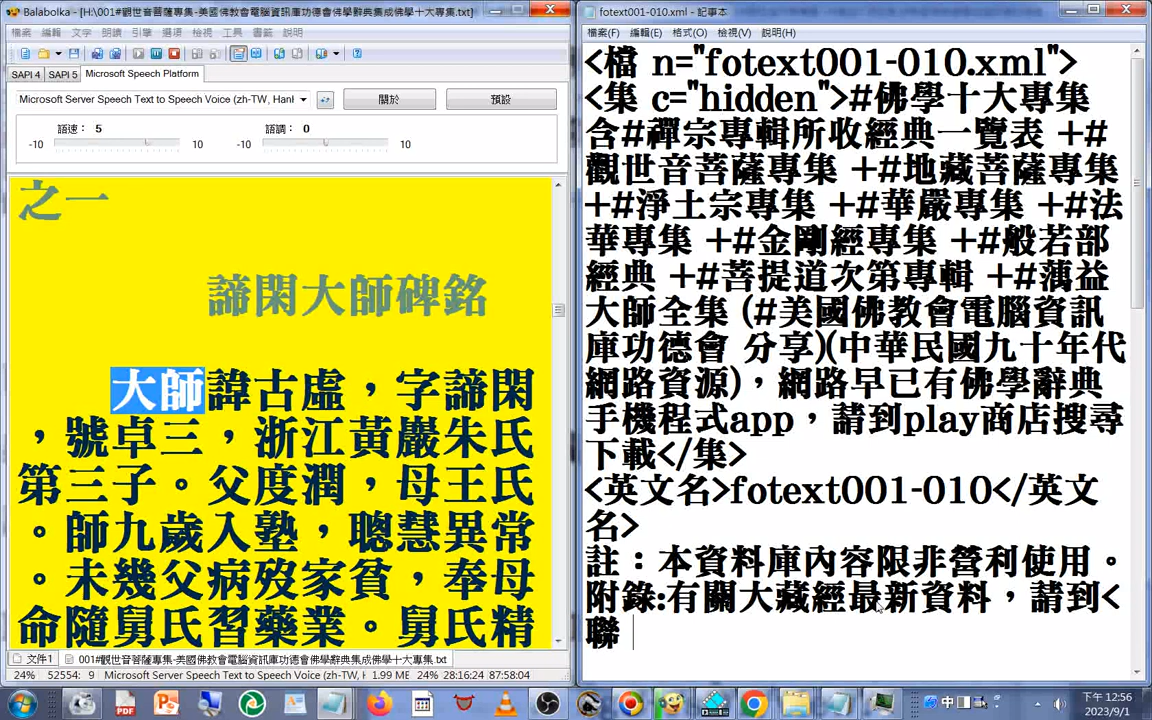 Balabolka - [H:\001#觀世音菩薩專集-美國佛教會電腦資訊庫功德會佛學辭典集成佛學十大專集.txt]
檔案 編輯 文字 朗讀 引擎 選項 檢視 工具 書籤 說明
SAPI 4 SAPI 5 Microsoft Speech Platform
Microsoft Server Speech Text to Speech Voice (zh-TW, HanH
關於
預設
語速： 5
語調： 0
-10 10 -10 10
之一
諦閑大師碑銘
大師諱古虛，字諦閑
，號卓三，浙江黃巖朱氏
第三子。父度潤，母王氏
。師九歲入塾，聰慧異常
。未幾父病歿家貧，奉母
命隨舅氏習藥業。舅氏精
文件1 001#觀世音菩薩專集-美國佛教會電腦資訊庫功德會佛學辭典集成佛學十大專集.txt
24% 52554: 9 Microsoft Server Speech Text to Speech Voice (zh-TW, H 1.99 MB 24% 28:16:24 87:58:04
fotext001-010.xml - 記事本
檔案(F) 編輯(E) 格式(O) 檢視(V) 說明(H)
<檔 n="fotext001-010.xml">
<集 c="hidden">#佛學十大專集
含#禪宗專輯所收經典一覽表 +#
觀世音菩薩專集 +#地藏菩薩專集
+#淨土宗專集 +#華嚴專集 +#法
華專集 +#金剛經專集 +#般若部
經典 +#菩提道次第專輯 +#蕅益
大師全集 (#美國佛教會電腦資訊
庫功德會 分享)(中華民國九十年代
網路資源)，網路早已有佛學辭典
手機程式app，請到play商店搜尋
下載</集>
<英文名>fotext001-010</英文
名>
註：本資料庫內容限非營利使用。
附錄:有關大藏經最新資料，請到<
聯
下午 12:56
2023/9/1